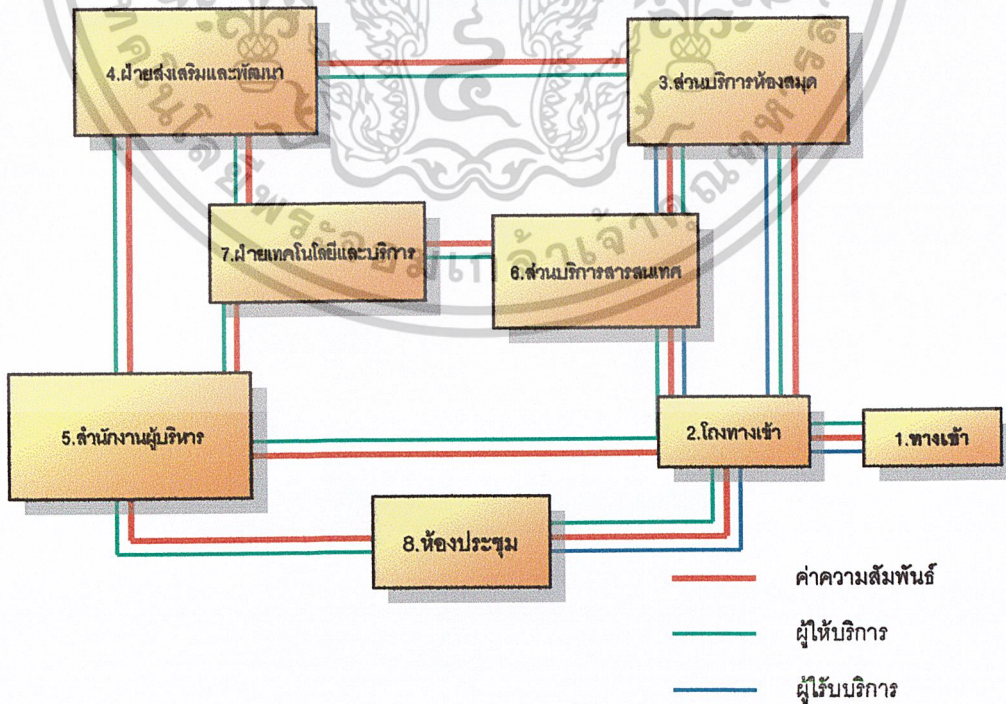 4.ฝ่ายส่งเสริมและพัฒนา
3.ส่วนบริการห้องสมุด
7.ฝ่ายเทคโนโลยีและบริการ
6.ส่วนบริการสารสนเทศ
5.สำนักงานผู้บริหาร
2.โถงทางเข้า
1.ทางเข้า
8.ห้องประชุม
ค่าความสัมพันธ์
ผู้ให้บริการ
ผู้รับบริการ